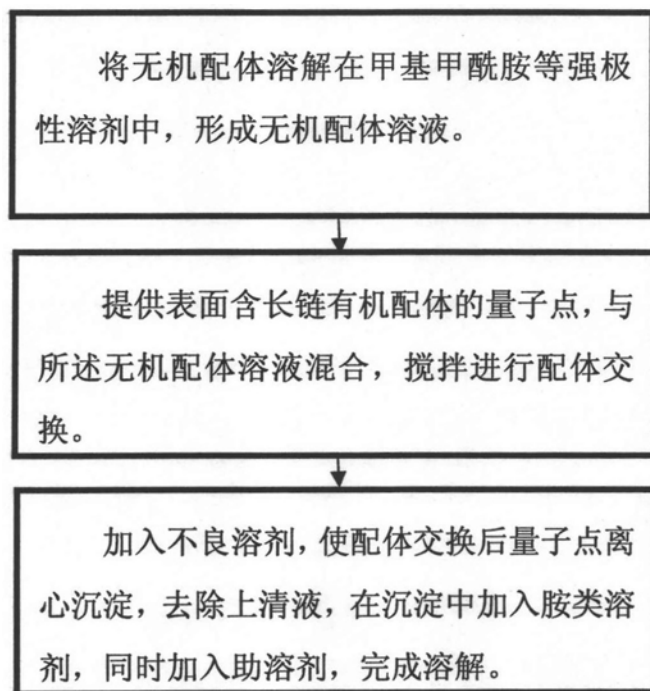 将无机配体溶解在甲基甲酰胺等强极
性溶剂中，形成无机配体溶液。
提供表面含长链有机配体的量子点，与
所述无机配体溶液混合，搅拌进行配体交
换。
加入不良溶剂，使配体交换后量子点离
心沉淀，去除上清液，在沉淀中加入胺类溶
剂，同时加入助溶剂，完成溶解。